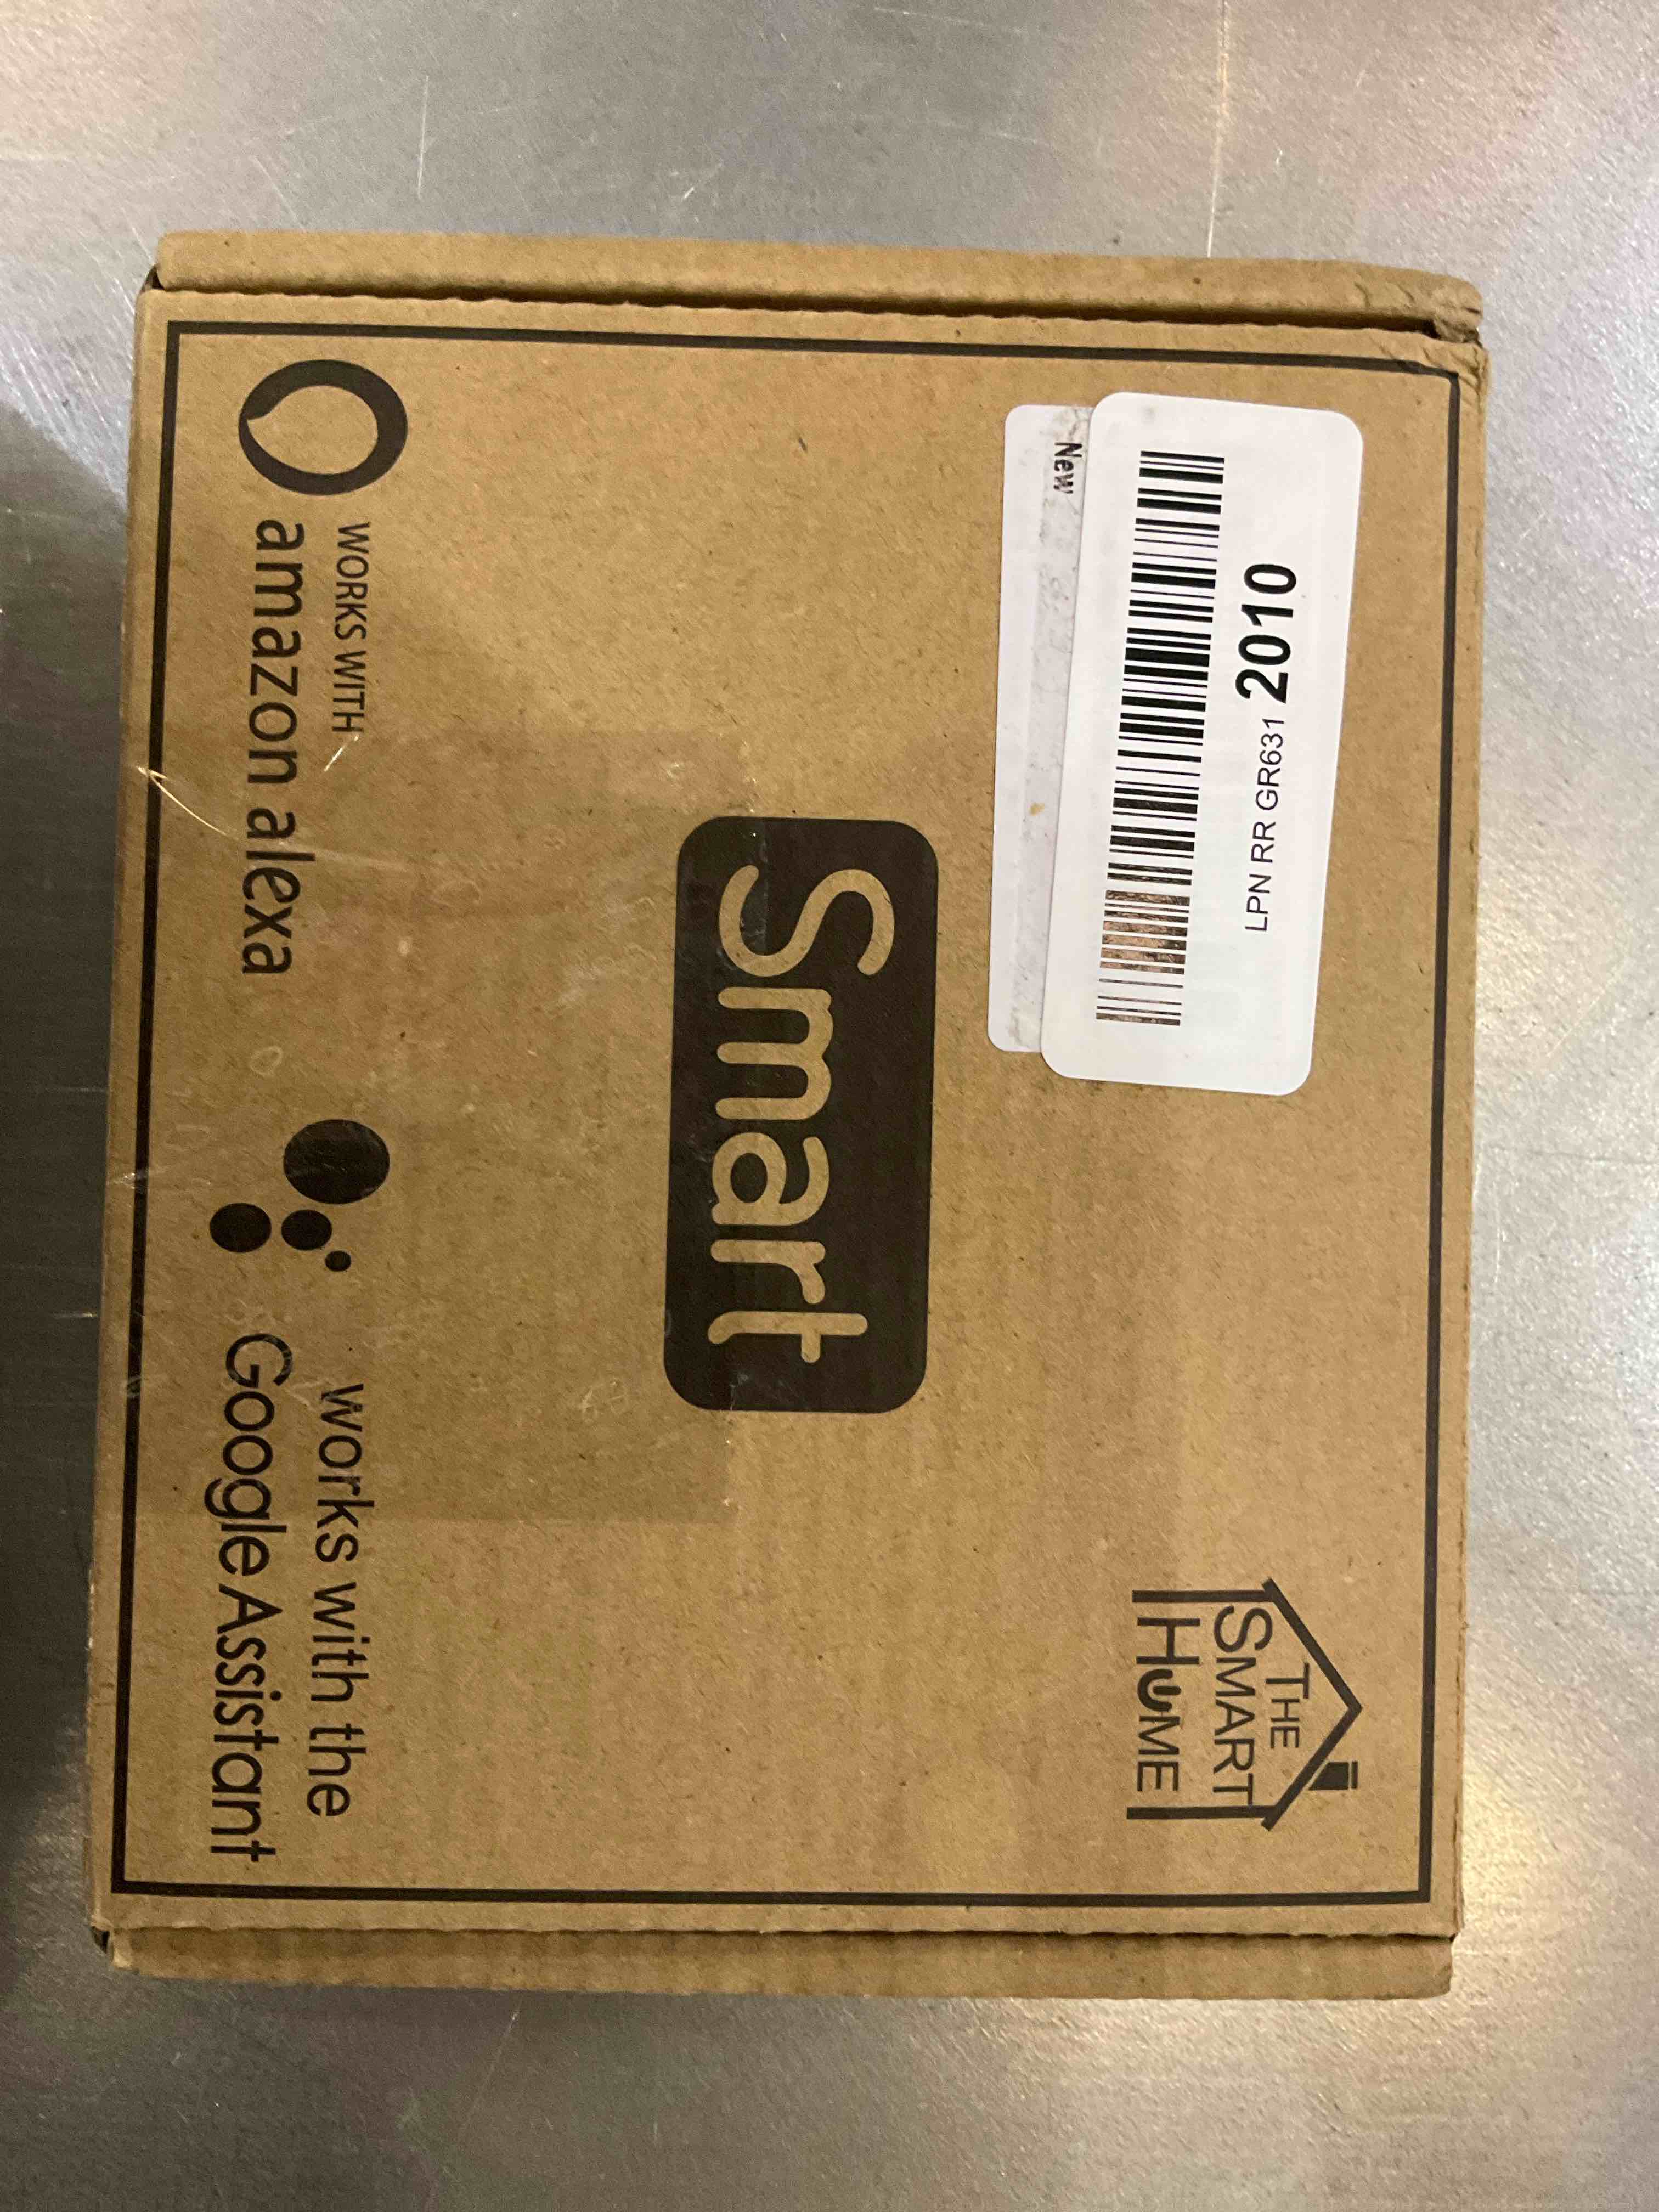 New
LPN RR GR631 2010
THE
SMART
HOME
Smart
WORKS WITH
amazon alexa
works with the
Google Assistant